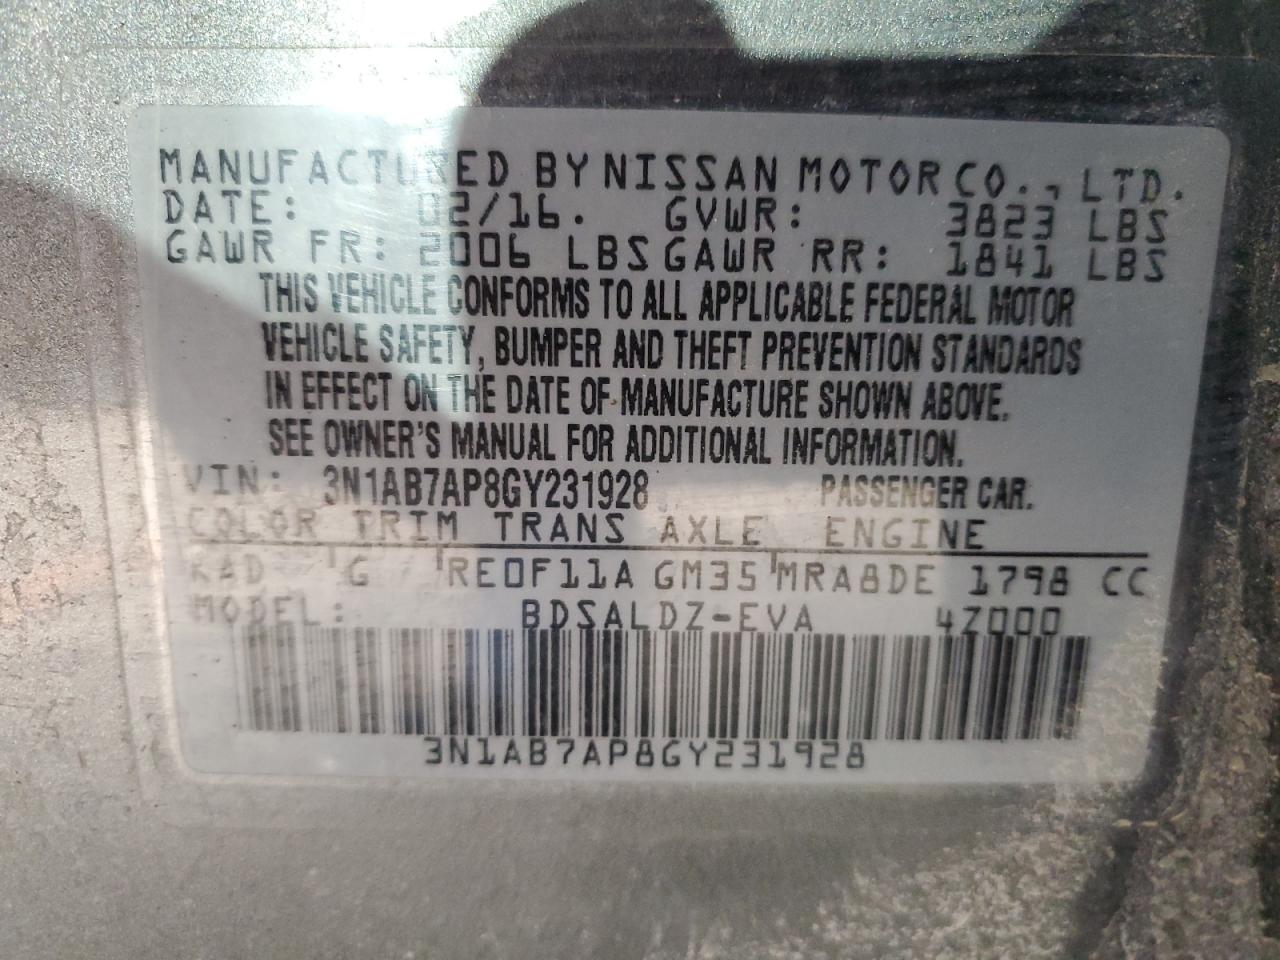 MANUFACTURED BY NISSAN MOTOR CO., LTD.
DATE: 02/16. GVWR: 3823 LBS
GAWR FR: 2006 LBS GAWR RR: 1841 LBS
THIS VEHICLE CONFORMS TO ALL APPLICABLE FEDERAL MOTOR
VEHICLE SAFETY, BUMPER AND THEFT PREVENTION STANDARDS
IN EFFECT ON THE DATE OF MANUFACTURE SHOWN ABOVE.
SEE OWNER'S MANUAL FOR ADDITIONAL INFORMATION.
VIN: 3N1AB7AP8GY231928 PASSENGER CAR.
COLOR TRIM TRANS AXLE ENGINE
KAD G RE0F11A GM35 MRA8DE 1798 CC
MODEL: BDSALDZ-EVA 4Z000
3N1AB7AP8GY231928